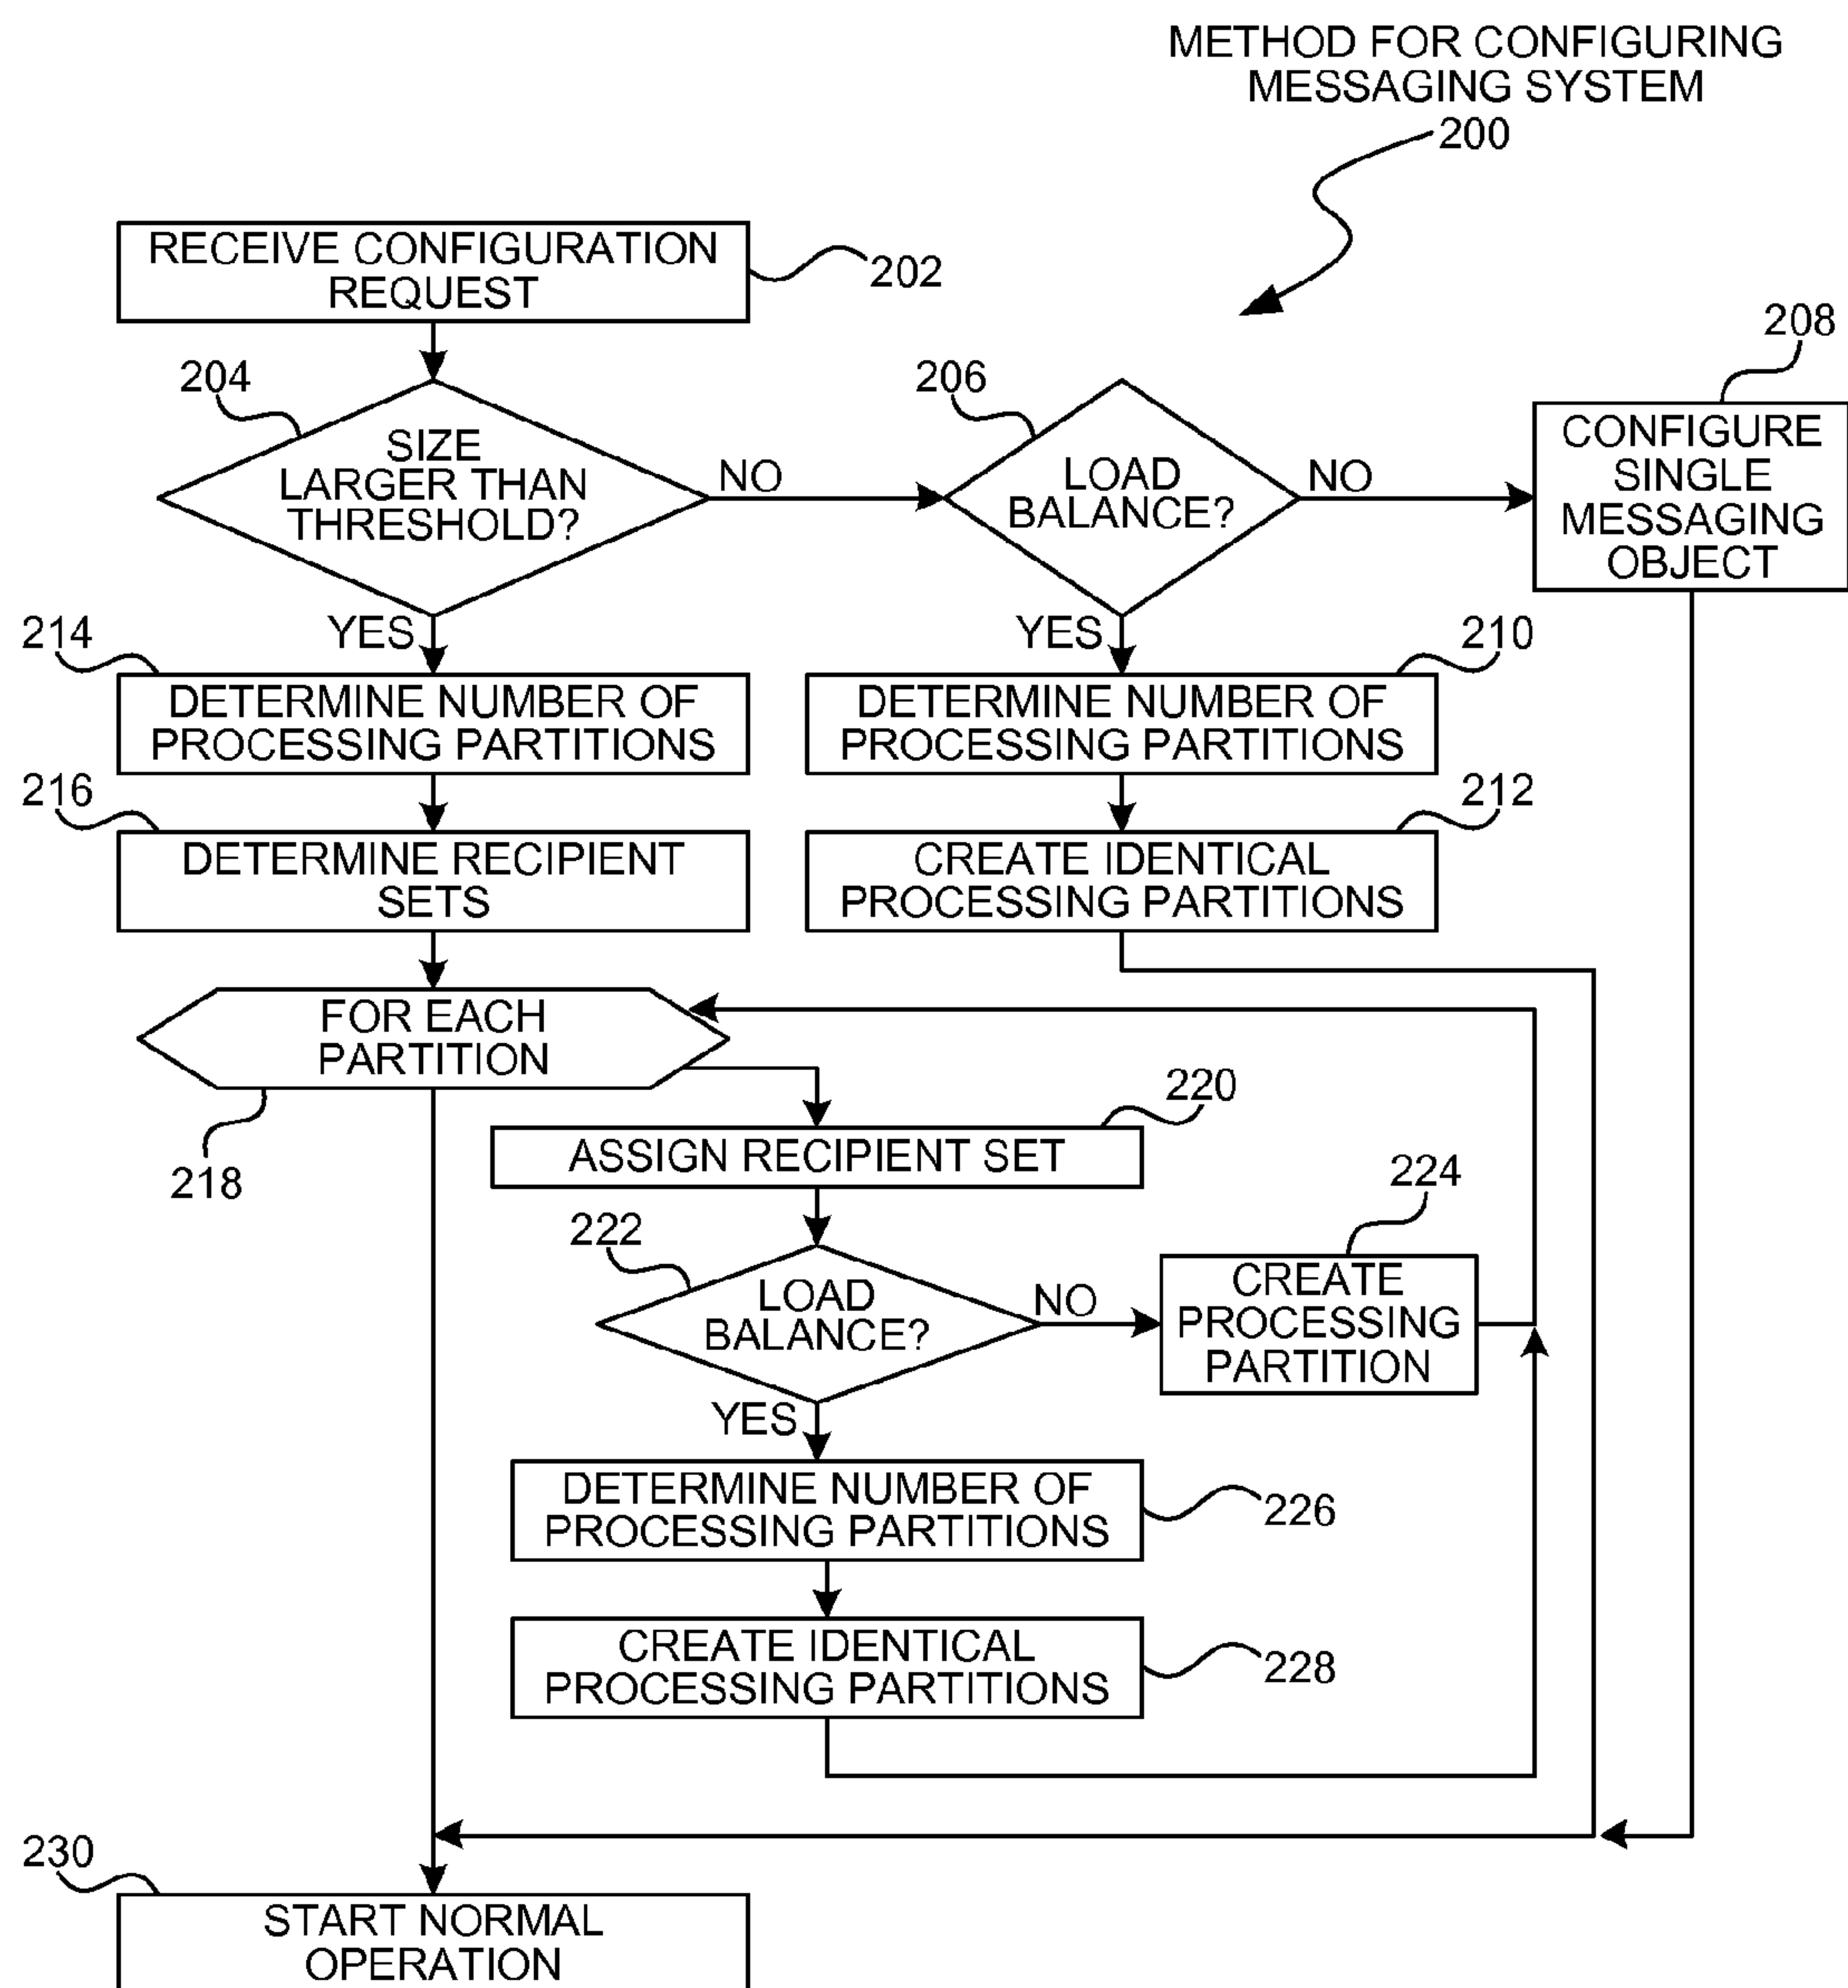 METHOD FOR CONFIGURING
MESSAGING SYSTEM
200
RECEIVE CONFIGURATION
REQUEST
202
204
SIZE
LARGER THAN
THRESHOLD?
NO
206
LOAD
BALANCE?
NO
208
CONFIGURE
SINGLE
MESSAGING
OBJECT
YES
YES
214
DETERMINE NUMBER OF
PROCESSING PARTITIONS
210
DETERMINE NUMBER OF
PROCESSING PARTITIONS
216
DETERMINE RECIPIENT
SETS
212
CREATE IDENTICAL
PROCESSING PARTITIONS
FOR EACH
PARTITION
218
220
ASSIGN RECIPIENT SET
222
LOAD
BALANCE?
NO
224
CREATE
PROCESSING
PARTITION
YES
DETERMINE NUMBER OF
PROCESSING PARTITIONS
226
CREATE IDENTICAL
PROCESSING PARTITIONS
228
230
START NORMAL
OPERATION